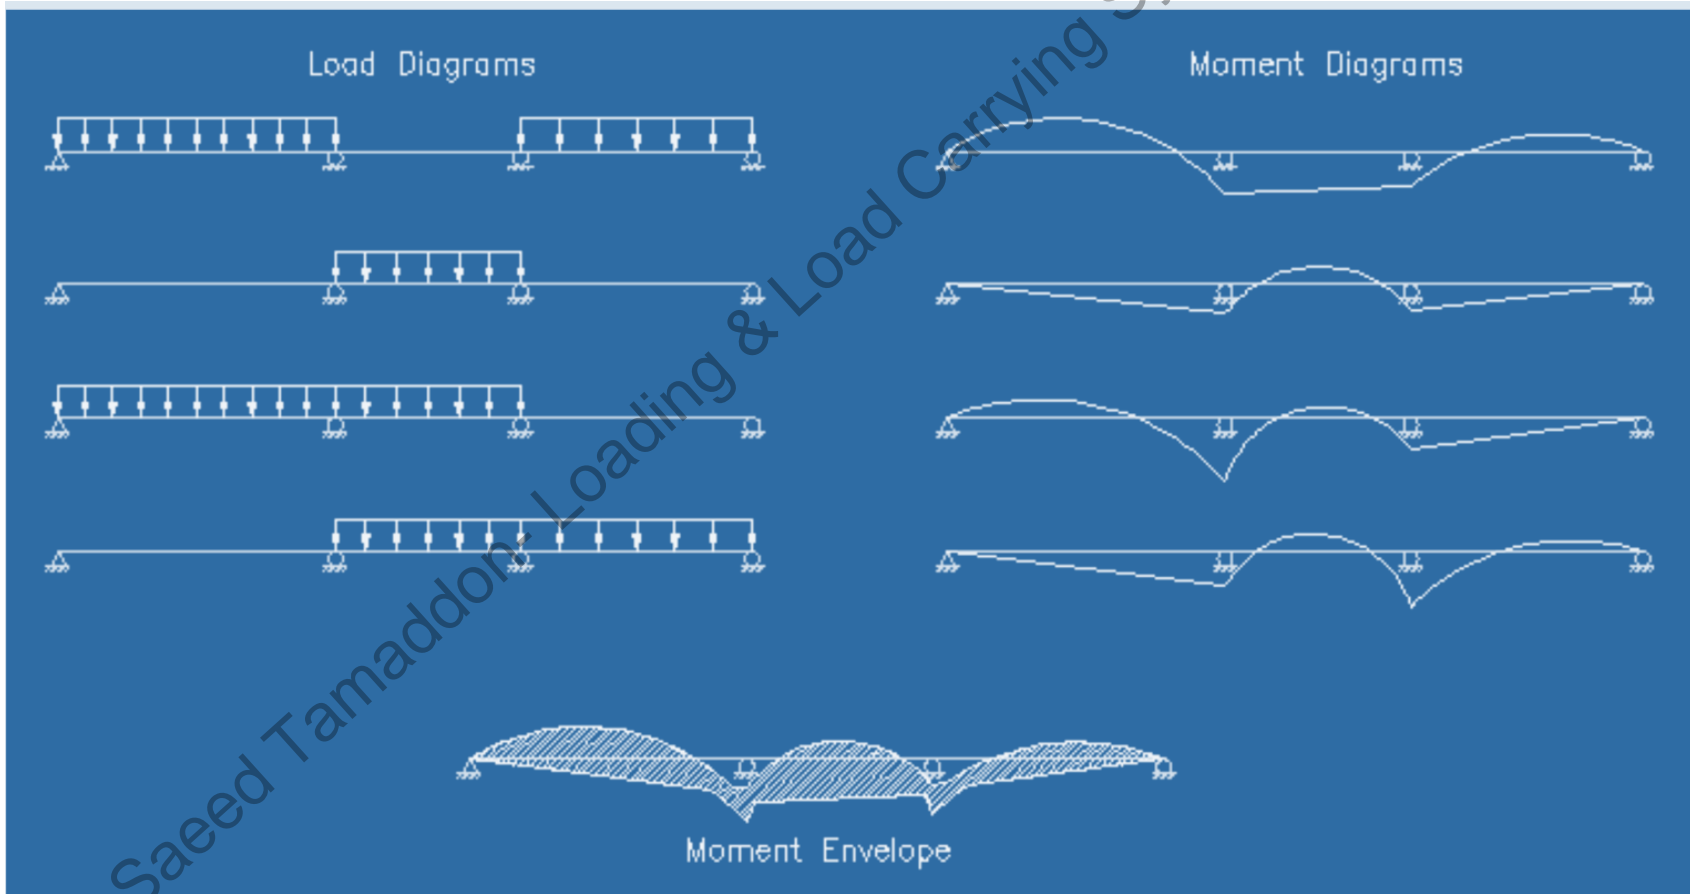 Load Diagrams
Moment Diagrams
Moment Envelope
Saeed Tamaddon- Loading & Load Carrying